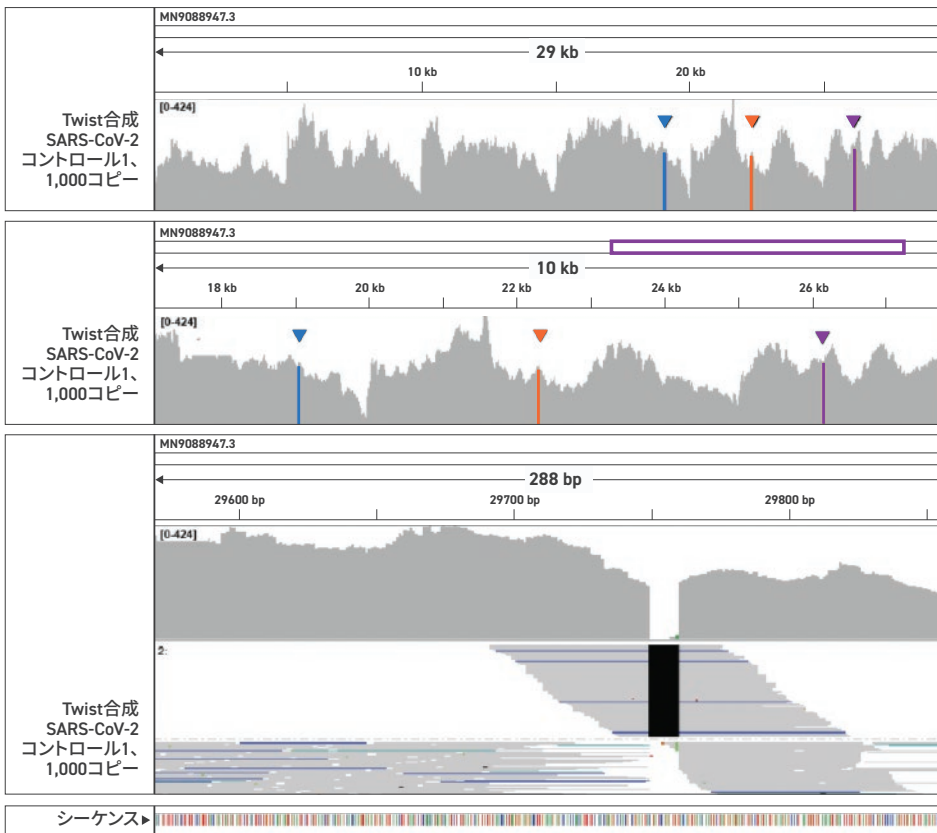 MN9088947.3
29 kb
10 kb
20 kb
[0-424]
Twist合成
SARS-CoV-2
コントロール1、
1,000コピー
MN9088947.3
10 kb
18 kb
20 kb
22 kb
24 kb
26 kb
[0-424]
Twist合成
SARS-CoV-2
コントロール1、
1,000コピー
MN9088947.3
288 bp
29600 bp
29700 bp
29800 bp
[0-424]
2:
Twist合成
SARS-CoV-2
コントロール1、
1,000コピー
シーケンス